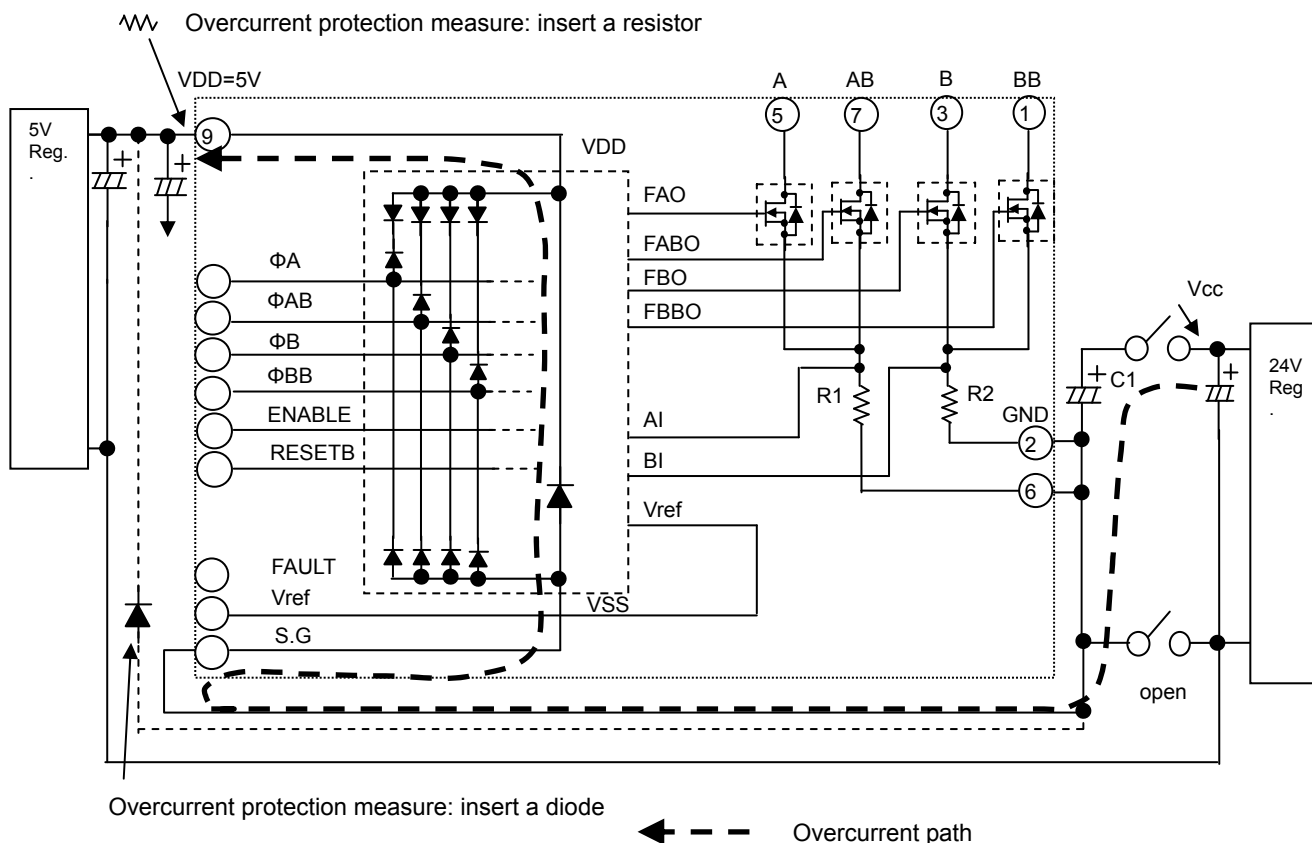 Overcurrent protection measure: insert a resistor
VDD=5V
A
AB
B
BB
5V
Reg.
.
+
+
9
5
7
3
1
VDD
FAO
FABO
FBO
FBBO
ΦA
ΦAB
ΦB
ΦBB
ENABLE
RESETB
Vcc
24V
Reg
.
+
+
C1
R1
R2
GND
2
6
AI
BI
Vref
FAULT
Vref
VSS
S.G
open
Overcurrent protection measure: insert a diode
Overcurrent path